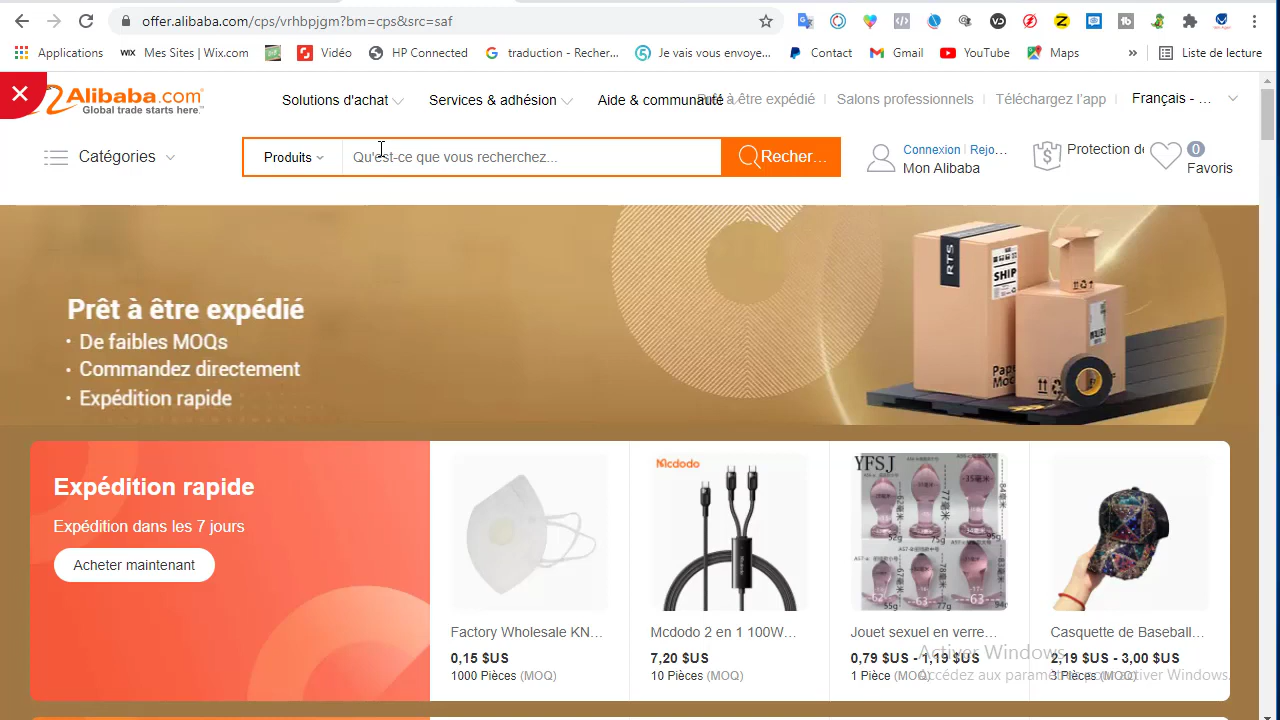 offer.alibaba.com/cps/vrhbpjgm?bm=cps&src=saf
Applications
WIX Mes Sites | Wix.com
Vidéo
HP Connected
traduction - Recher...
Je vais vous envoye...
Contact
Gmail
YouTube
Maps
»
Liste de lecture
Alibaba.com
Global trade starts here.™
Solutions d'achat
Services & adhésion
Aide & communauté
Prêt à être expédié
Salons professionnels
Téléchargez l'app
Français - ...
Catégories
Produits
Qu'est-ce que vous recherchez...
Recher...
Connexion | Rejo...
Mon Alibaba
Protection de
0
Favoris
Prêt à être expédié
• De faibles MOQs
• Commandez directement
• Expédition rapide
RTS
SHIP
Expédition rapide
Expédition dans les 7 jours
Acheter maintenant
Mcdodo
YFSJ
Factory Wholesale KN...
0,15 $US
1000 Pièces (MOQ)
Mcdodo 2 en 1 100W...
7,20 $US
10 Pièces (MOQ)
Jouet sexuel en verre...
0,79 $US - 1,19 $US
1 Pièce (MOQ)
Casquette de Baseball...
2,19 $US - 3,00 $US
3 Pièces (MOQ)
Activer Windows
Accédez aux paramètres pour activer Windows.